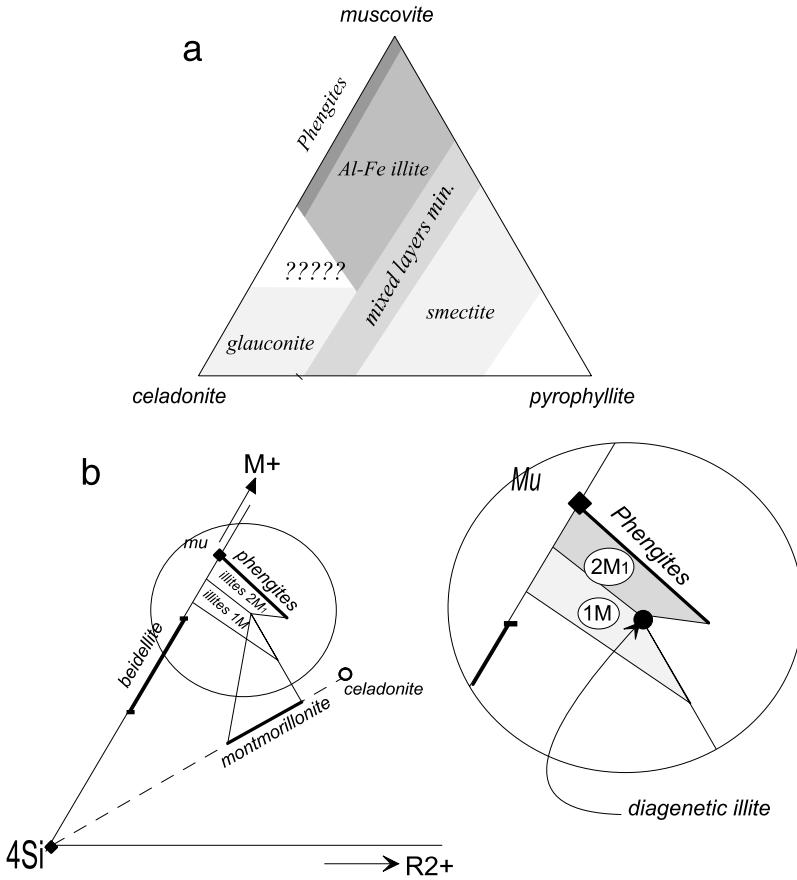 muscovite
a
Phengites
Al-Fe illite
mixed layers min.
?????
smectite
glauconite
celadonite
pyrophyllite
b
M+
mu
phengites
illites 2M1
illites 1M
beidellite
celadonite
montmorillonite
4Si
R2+
Mu
Phengites
2M1
1M
diagenetic illite